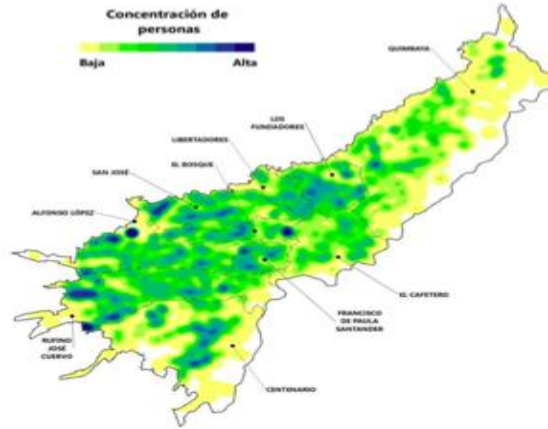 Concentración de
personas
Baja
Alta
QUIMBAYA
LOS
FUNDADORES
LIBERTADORES
EL BOSQUE
SAN JOSÉ
ALFONSO LÓPEZ
EL CAFETERO
FRANCISCO
DE PAULA
SANTANDER
RUFINO
JOSÉ
CUERVO
CENTENARIO